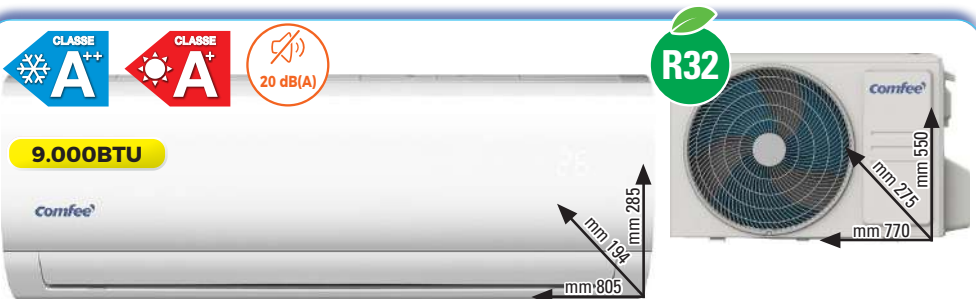 CLASSE
A++
CLASSE
A+
20 dB(A)
R32
9.000BTU
comfee'
26
mm 285
mm 194
mm 805
comfee'
mm 550
mm 275
mm 770